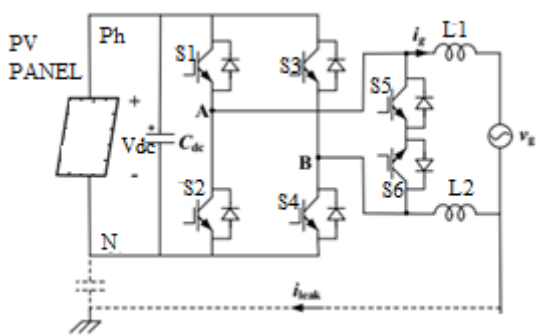 PV
PANEL
Ph
+
Vdc
-
N
+
Cdc
S1
S2
A
S3
S4
B
S5
S6
ig
L1
L2
vg
ileak